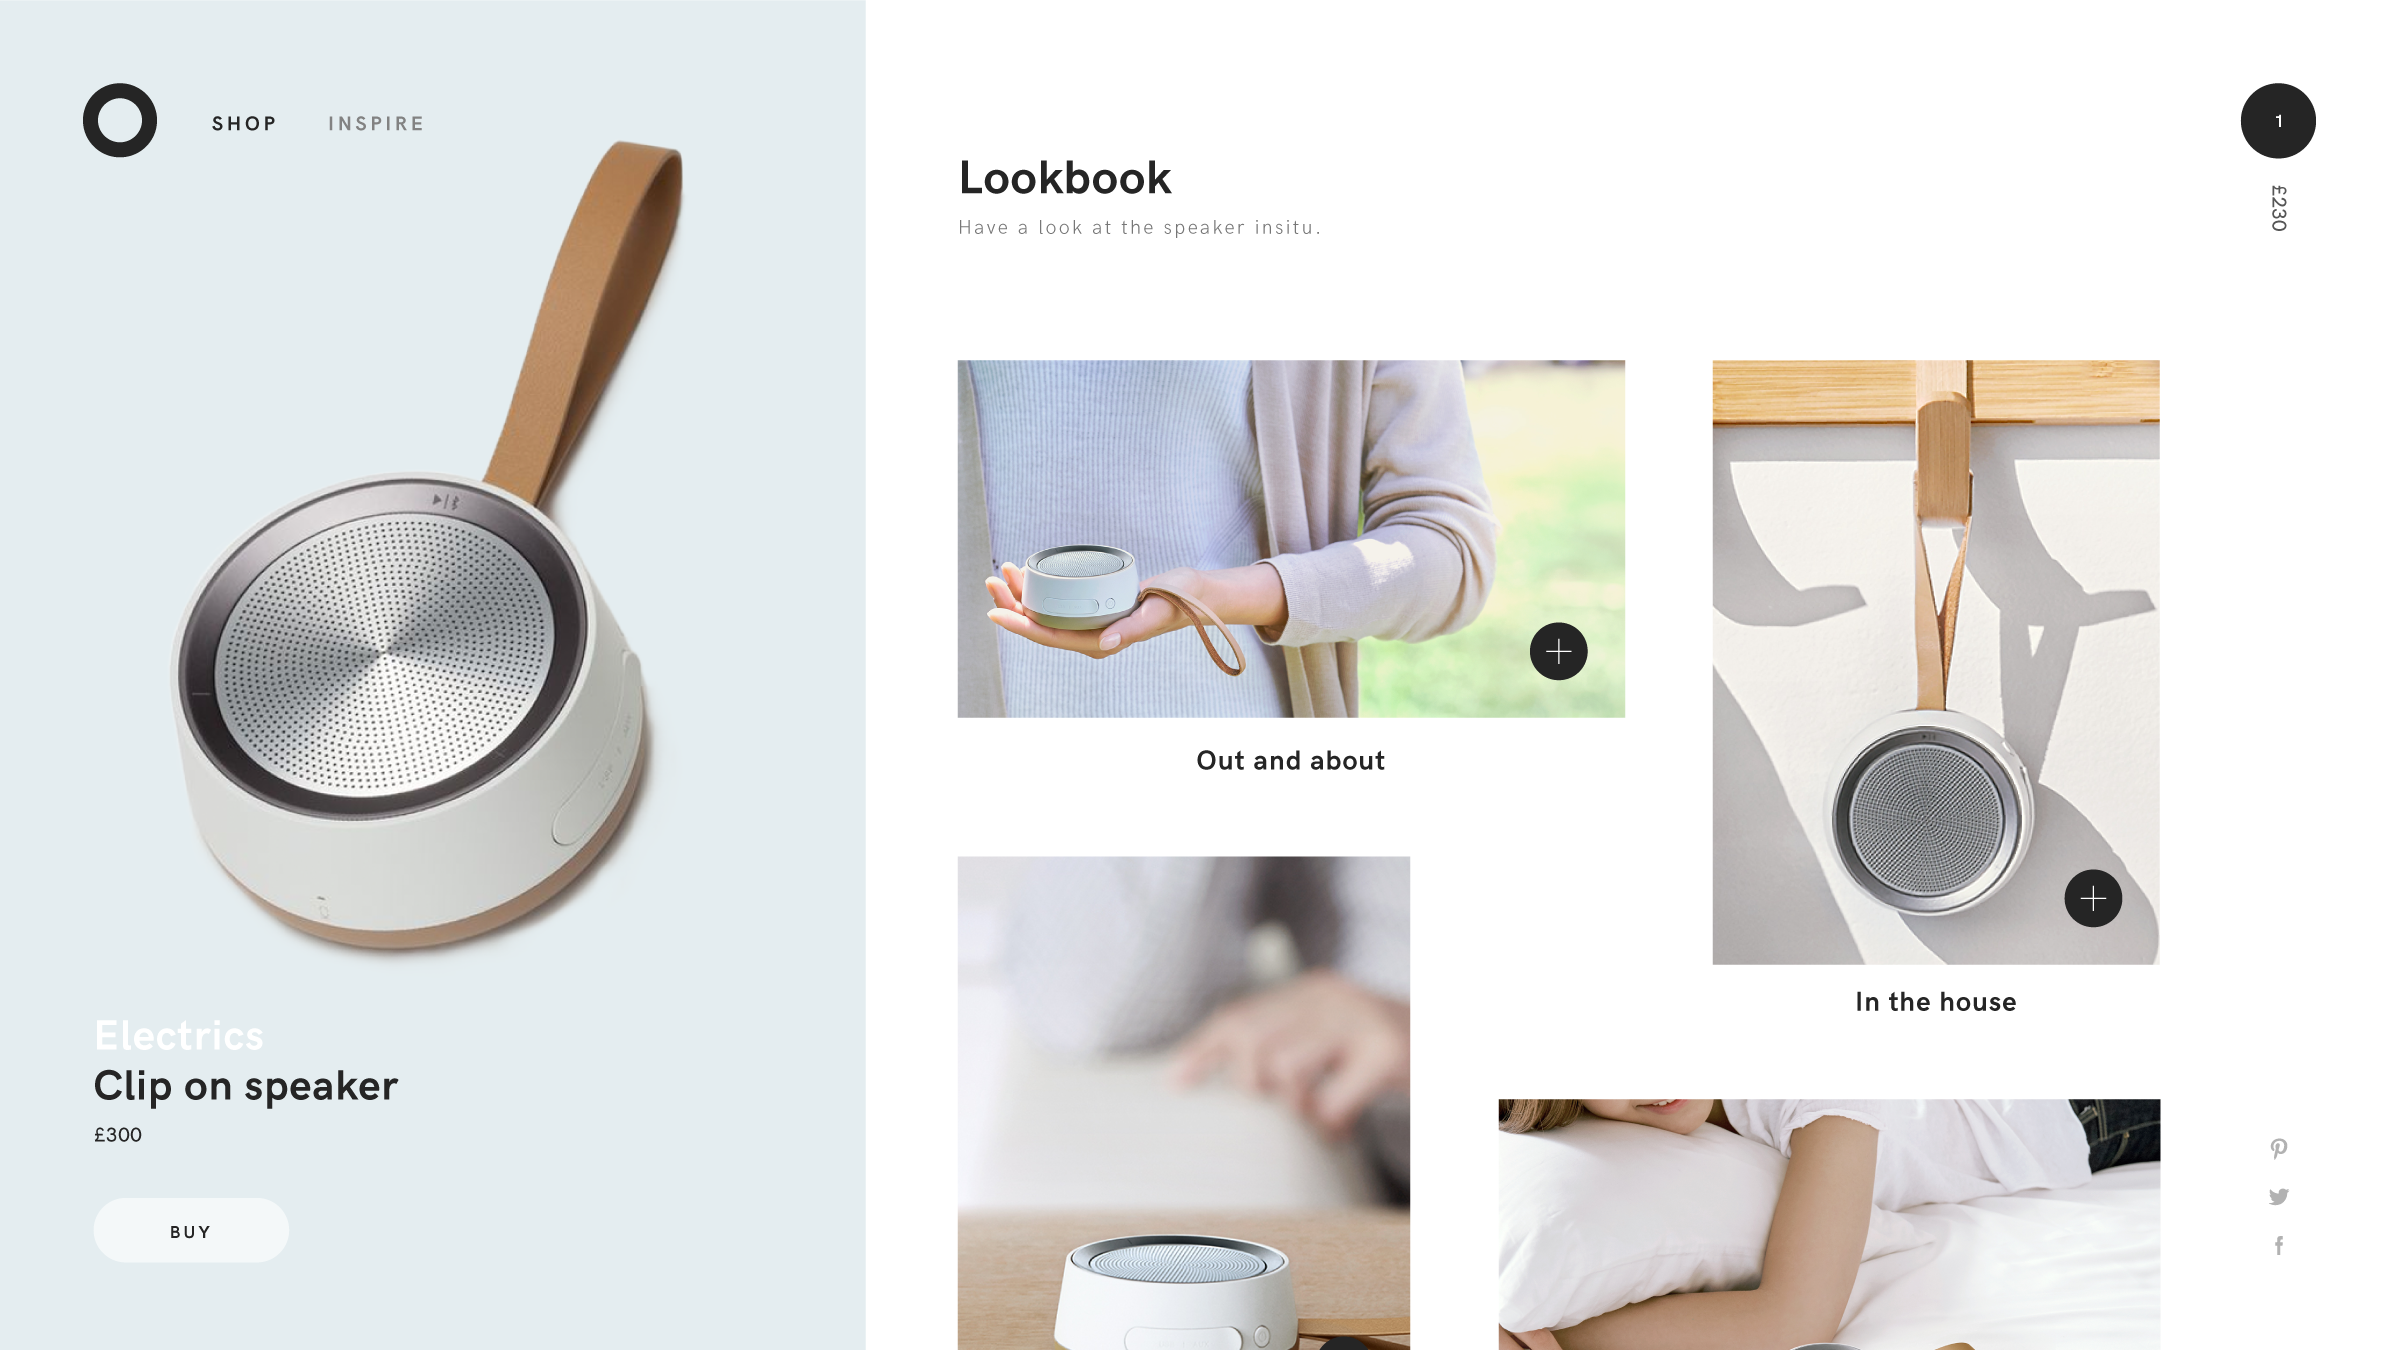 SHOP
INSPIRE
Electrics
Clip on speaker
£300
BUY
Lookbook
Have a look at the speaker insitu.
Out and about
In the house
1
£230